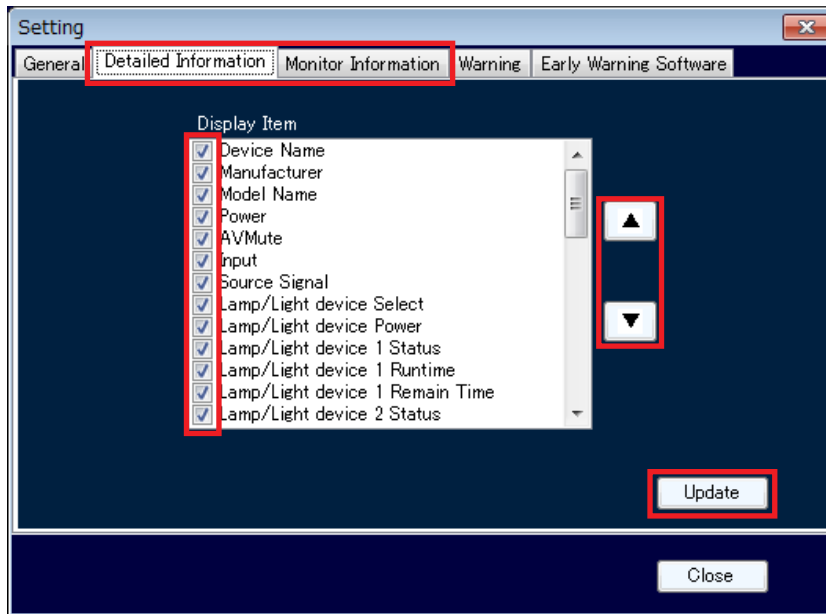 Setting
General Detailed Information Monitor Information Warning Early Warning Software
Display Item
Device Name
Manufacturer
Model Name
Power
AVMute
Input
Source Signal
Lamp/Light device Select
Lamp/Light device Power
Lamp/Light device 1 Status
Lamp/Light device 1 Runtime
Lamp/Light device 1 Remain Time
Lamp/Light device 2 Status
Update
Close